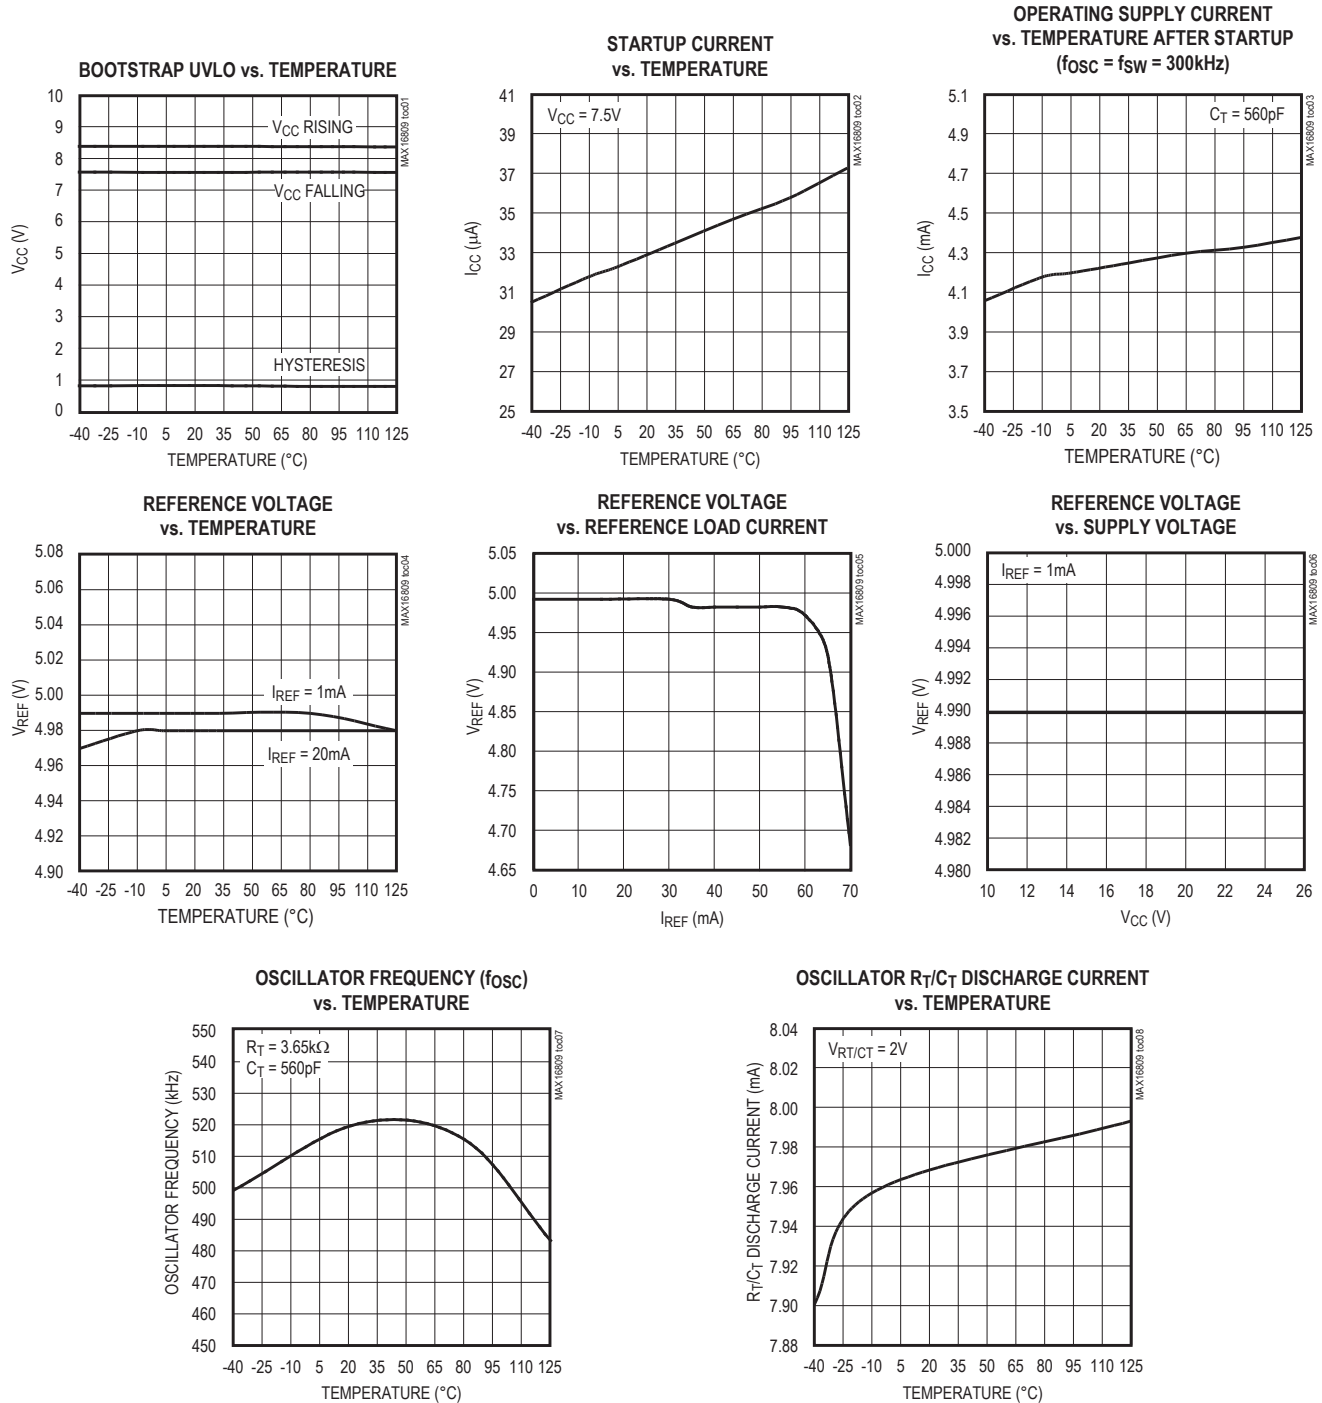 BOOTSTRAP UVLO vs. TEMPERATURE
10
9
8
7
6
5
4
3
2
1
0
VCC (V)
VCC RISING
VCC FALLING
HYSTERESIS
MAX16809 toc01
-40 -25 -10 5 20 35 50 65 80 95 110 125
TEMPERATURE (°C)
STARTUP CURRENT
vs. TEMPERATURE
41
39
37
35
33
31
29
27
25
ICC (µA)
VCC = 7.5V
MAX16809 toc02
-40 -25 -10 5 20 35 50 65 80 95 110 125
TEMPERATURE (°C)
OPERATING SUPPLY CURRENT
vs. TEMPERATURE AFTER STARTUP
(fOSC = fSW = 300kHz)
5.1
4.9
4.7
4.5
4.3
4.1
3.9
3.7
3.5
ICC (mA)
CT = 560pF
MAX16809 toc03
-40 -25 -10 5 20 35 50 65 80 95 110 125
TEMPERATURE (°C)
REFERENCE VOLTAGE
vs. TEMPERATURE
5.08
5.06
5.04
5.02
5.00
4.98
4.96
4.94
4.92
4.90
VREF (V)
IREF = 1mA
IREF = 20mA
MAX16809 toc04
-40 -25 -10 5 20 35 50 65 80 95 110 125
TEMPERATURE (°C)
REFERENCE VOLTAGE
vs. REFERENCE LOAD CURRENT
5.05
5.00
4.95
4.90
4.85
4.80
4.75
4.70
4.65
VREF (V)
MAX16809 toc05
0 10 20 30 40 50 60 70
IREF (mA)
REFERENCE VOLTAGE
vs. SUPPLY VOLTAGE
5.000
4.998
4.996
4.994
4.992
4.990
4.988
4.986
4.984
4.982
4.980
VREF (V)
IREF = 1mA
MAX16809 toc06
10 12 14 16 18 20 22 24 26
VCC (V)
OSCILLATOR FREQUENCY (fOSC)
vs. TEMPERATURE
550
540
530
520
510
500
490
480
470
460
450
OSCILLATOR FREQUENCY (kHz)
RT = 3.65kΩ
CT = 560pF
MAX16809 toc07
-40 -25 -10 5 20 35 50 65 80 95 110 125
TEMPERATURE (°C)
OSCILLATOR RT/CT DISCHARGE CURRENT
vs. TEMPERATURE
8.04
8.02
8.00
7.98
7.96
7.94
7.92
7.90
7.88
RT/CT DISCHARGE CURRENT (mA)
VRT/CT = 2V
MAX16809 toc08
-40 -25 -10 5 20 35 50 65 80 95 110 125
TEMPERATURE (°C)